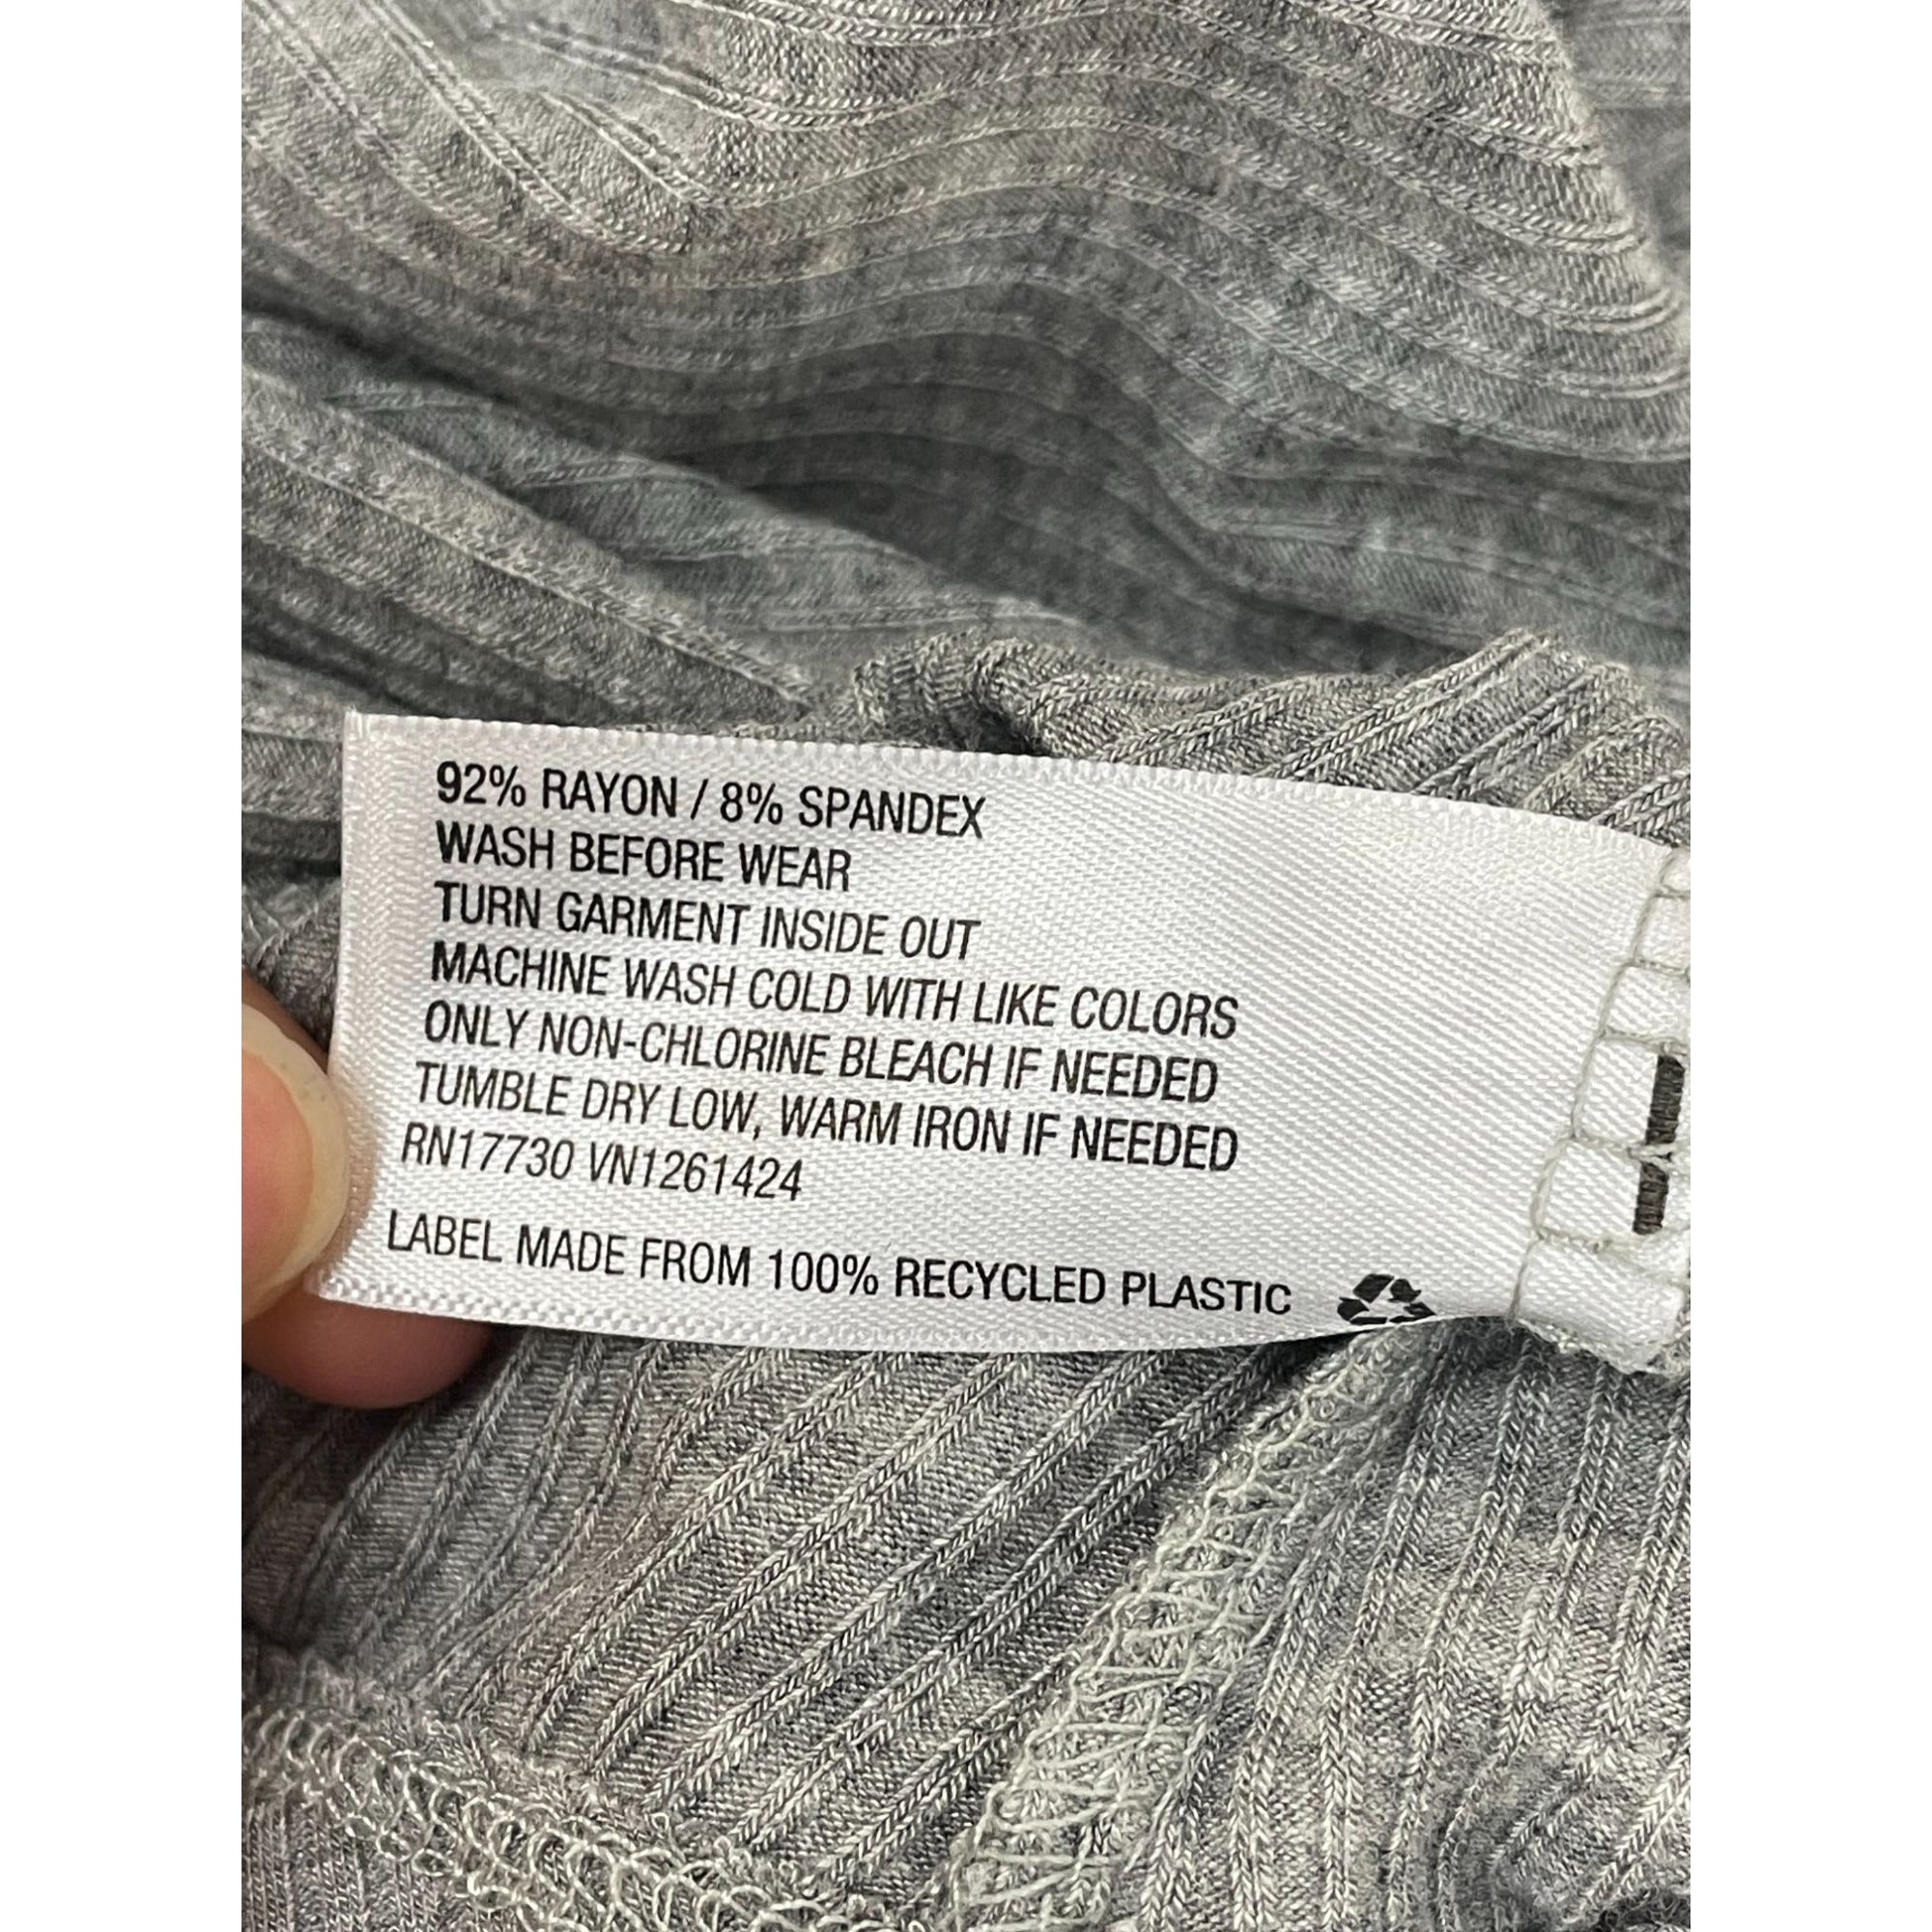 92% RAYON / 8% SPANDEX
WASH BEFORE WEAR
TURN GARMENT INSIDE OUT
MACHINE WASH COLD WITH LIKE COLORS
ONLY NON-CHLORINE BLEACH IF NEEDED
TUMBLE DRY LOW, WARM IRON IF NEEDED
RN17730 VN1261424
LABEL MADE FROM 100% RECYCLED PLASTIC